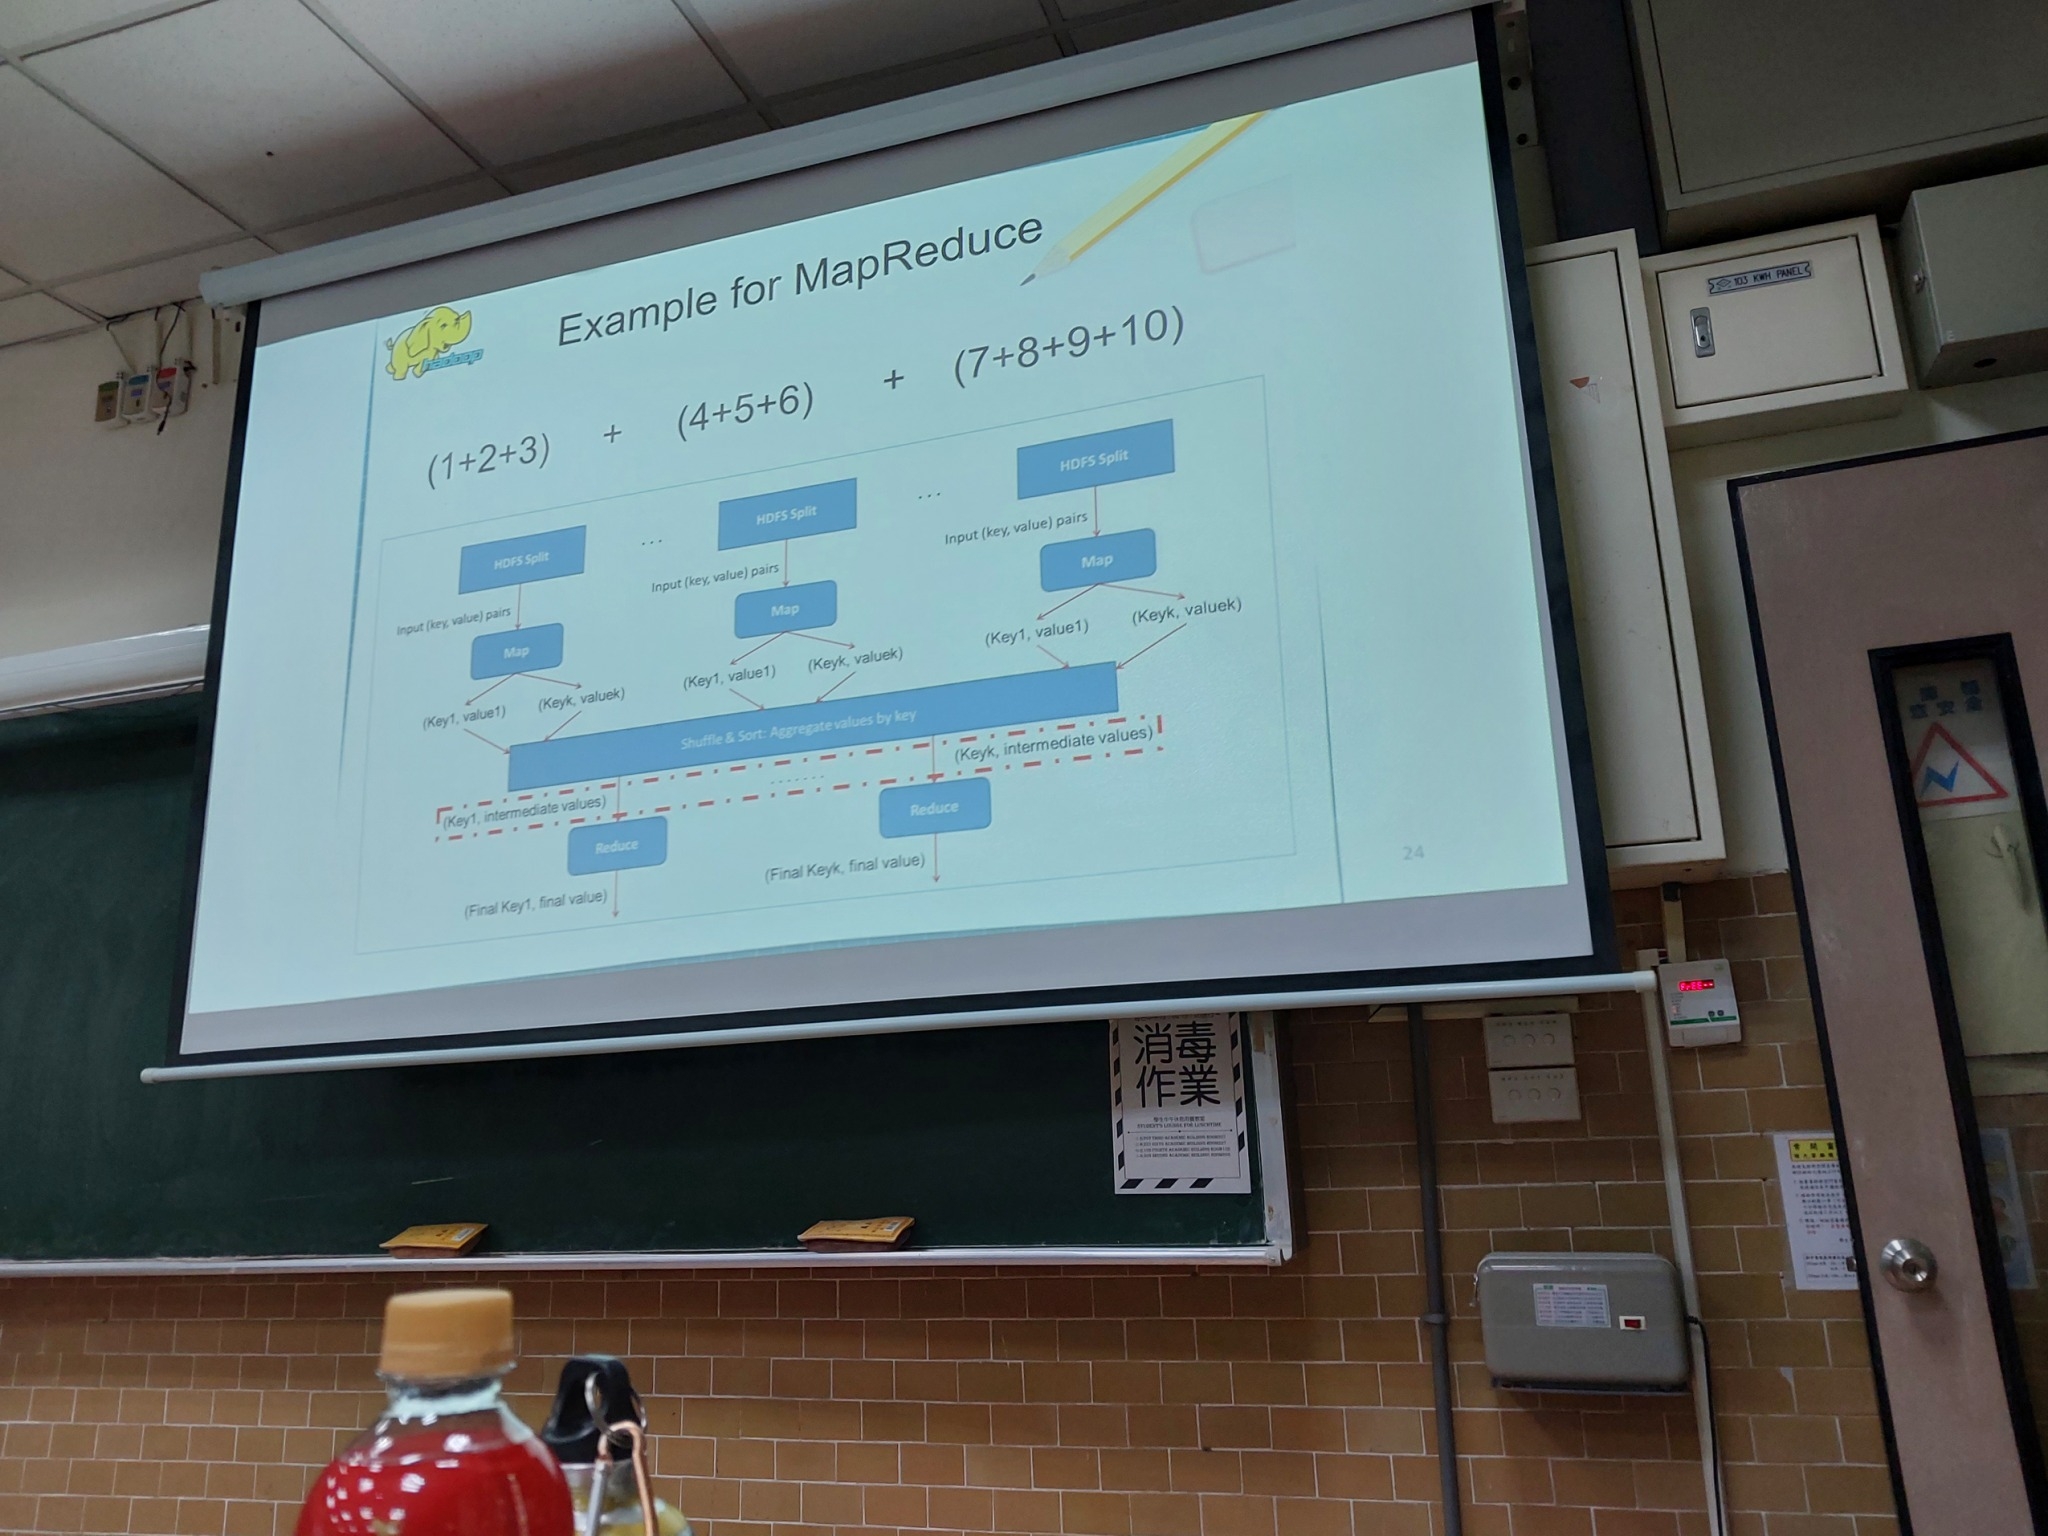 Example for MapReduce
hadoop
(1+2+3) + (4+5+6) + (7+8+9+10)
HDFS Split
...
HDFS Split
...
HDFS Split
Input (key, value) pairs
Input (key, value) pairs
Input (key, value) pairs
Map
Map
Map
(Key1, value1)
(Keyk, valuek)
(Key1, value1)
(Keyk, valuek)
(Key1, value1)
(Keyk, valuek)
Shuffle & Sort: Aggregate values by key
(Key1, intermediate values)
.......
(Keyk, intermediate values)
Reduce
Reduce
(Final Key1, final value)
(Final Keyk, final value)
24
103 KWH PANEL
消毒
作業
STUDENT'S LOUNGE FOR LUNCHTIME